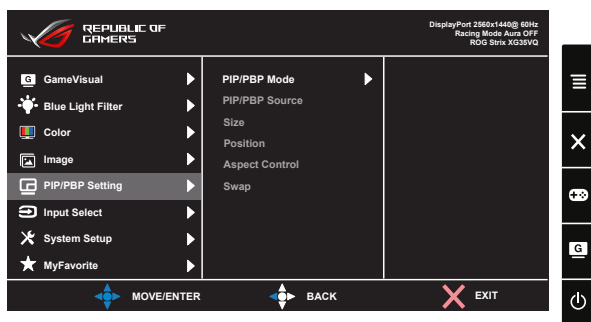 REPUBLIC OF
GAMERS
DisplayPort 2560x1440@ 60Hz
Racing Mode Aura OFF
ROG Strix XG35VQ
G GameVisual
Blue Light Filter
Color
Image
PIP/PBP Setting
Input Select
System Setup
MyFavorite
PIP/PBP Mode
PIP/PBP Source
Size
Position
Aspect Control
Swap
MOVE/ENTER
BACK
EXIT
G